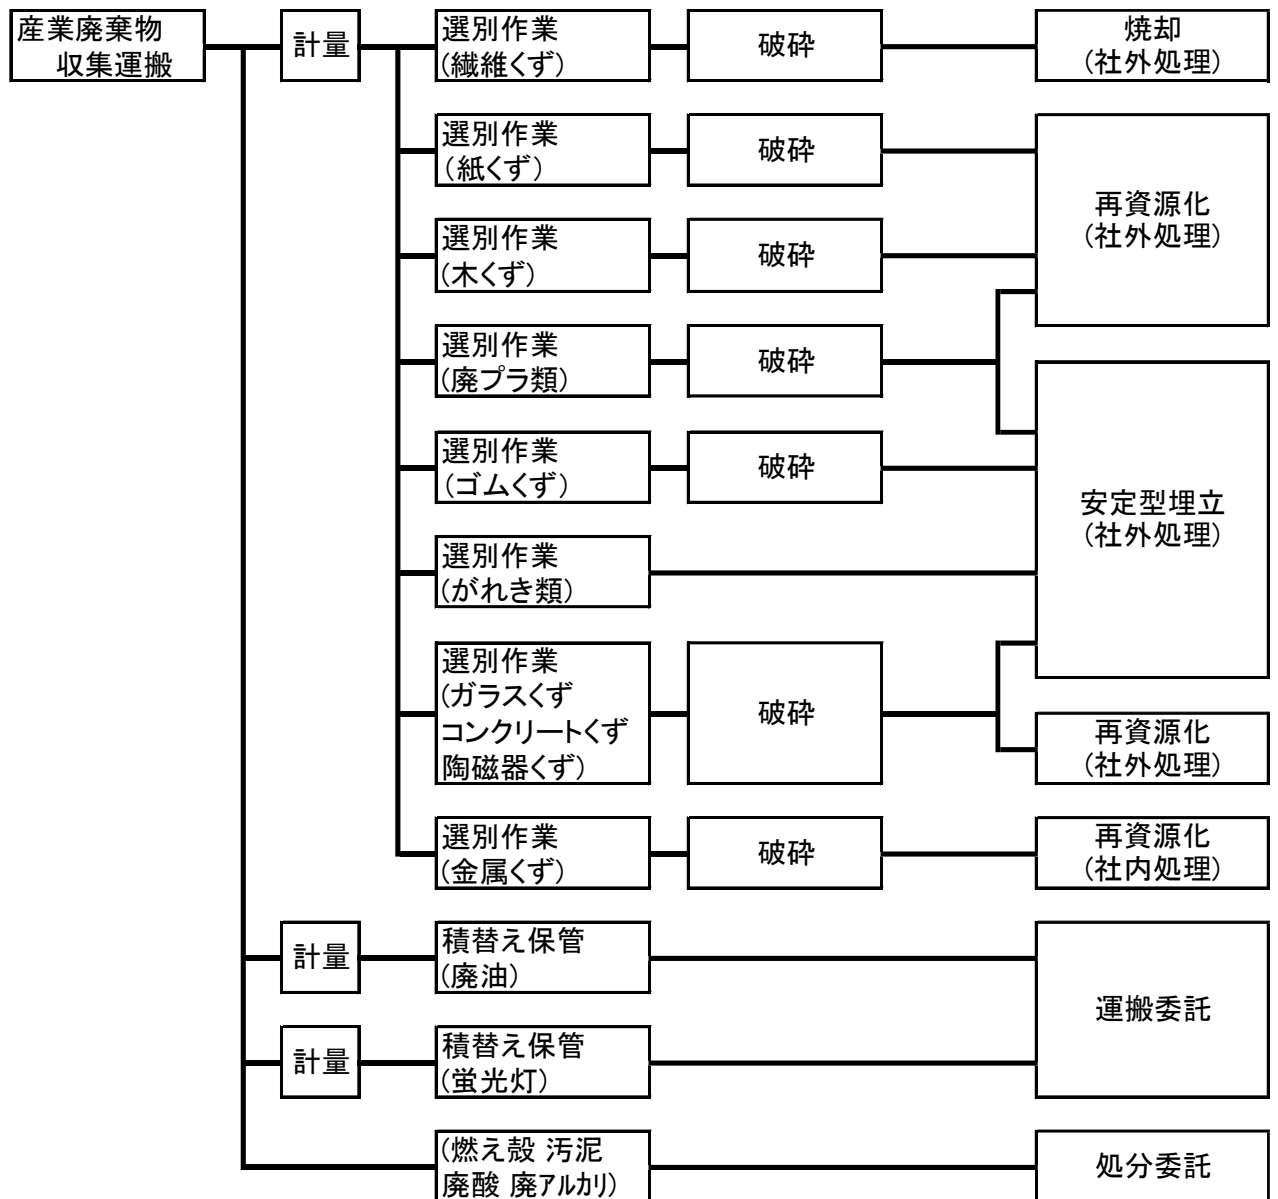 産業廃棄物
収集運搬
計量
選別作業
(繊維くず)
破砕
焼却
(社外処理)
選別作業
(紙くず)
破砕
再資源化
(社外処理)
選別作業
(木くず)
破砕
選別作業
(廃プラ類)
破砕
選別作業
(ゴムくず)
破砕
安定型埋立
(社外処理)
選別作業
(がれき類)
選別作業
(ガラスくず
コンクリートくず
陶磁器くず)
破砕
再資源化
(社外処理)
選別作業
(金属くず)
破砕
再資源化
(社内処理)
計量
積替え保管
(廃油)
運搬委託
計量
積替え保管
(蛍光灯)
(燃え殻 汚泥
廃酸 廃アルカリ)
処分委託